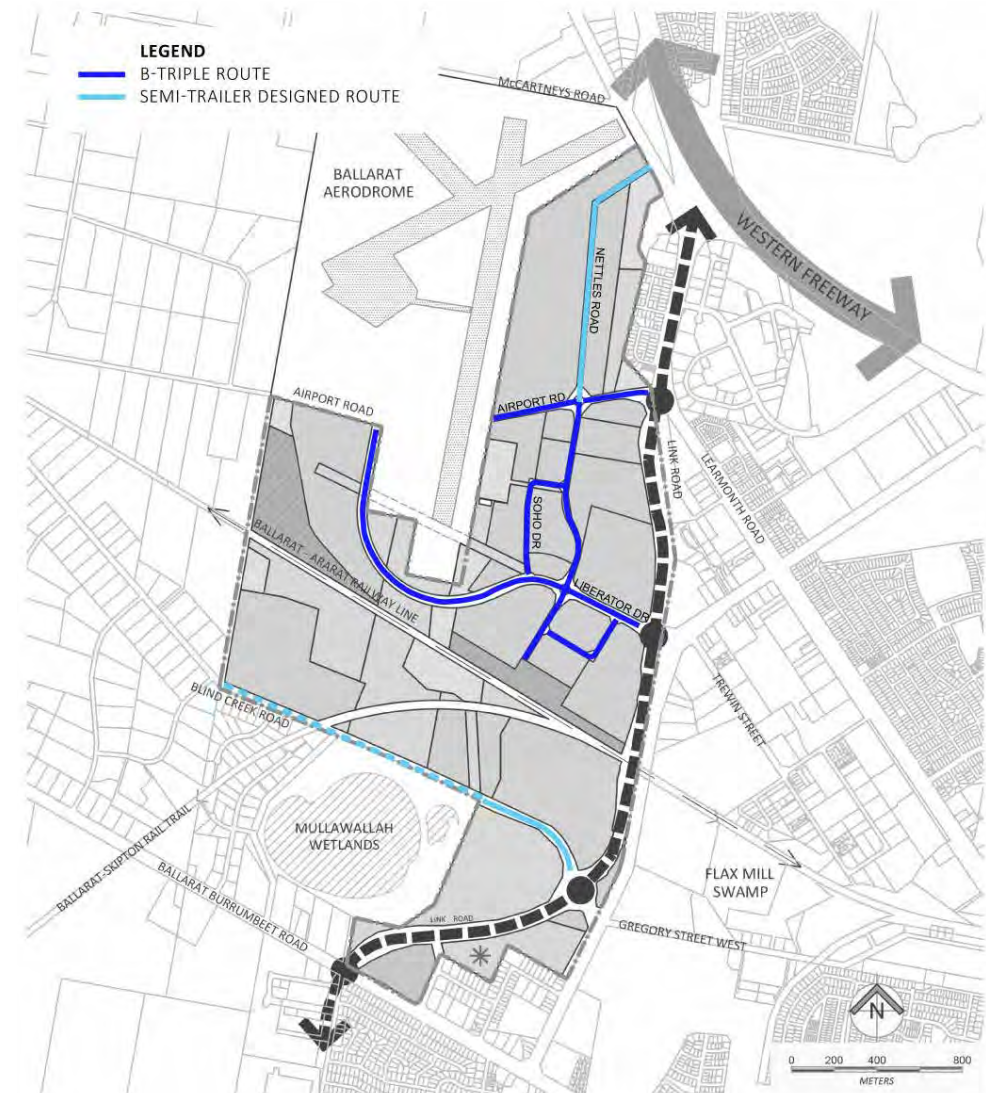 LEGEND
B-TRIPLE ROUTE
SEMI-TRAILER DESIGNED ROUTE
McCARTNEYS ROAD
BALLARAT
AERODROME
WESTERN FREEWAY
NETTLES ROAD
AIRPORT ROAD
AIRPORT RD
LINK ROAD
LEARMONTH ROAD
SOHO DR
BALLARAT - ARARAT RAILWAY LINE
LIBERATOR DR
BLIND CREEK ROAD
TREWIN STREET
MULLAWALLAH
WETLANDS
BALLARAT-SKIPTON RAIL TRAIL
BALLARAT BURRUMBEET ROAD
FLAX MILL
SWAMP
LINK ROAD
GREGORY STREET WEST
N
0 200 400 800
METERS